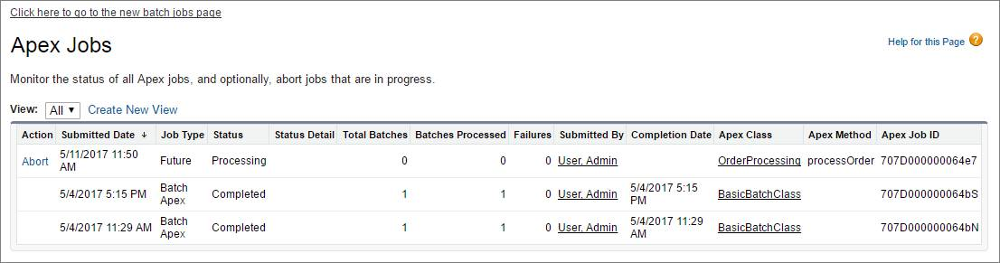 Click here to go to the new batch jobs page
Apex Jobs
Help for this Page ?
Monitor the status of all Apex jobs, and optionally, abort jobs that are in progress.
View: All ▼ Create New View
Action Submitted Date ↓ Job Type Status Status Detail Total Batches Batches Processed Failures Submitted By Completion Date Apex Class Apex Method Apex Job ID
Abort 5/11/2017 11:50 AM Future Processing 0 0 0 User, Admin OrderProcessing processOrder 707D000000064e7
5/4/2017 5:15 PM Batch Apex Completed 1 1 0 User, Admin 5/4/2017 5:15 PM BasicBatchClass 707D000000064bS
5/4/2017 11:29 AM Batch Apex Completed 1 1 0 User, Admin 5/4/2017 11:29 AM BasicBatchClass 707D000000064bN